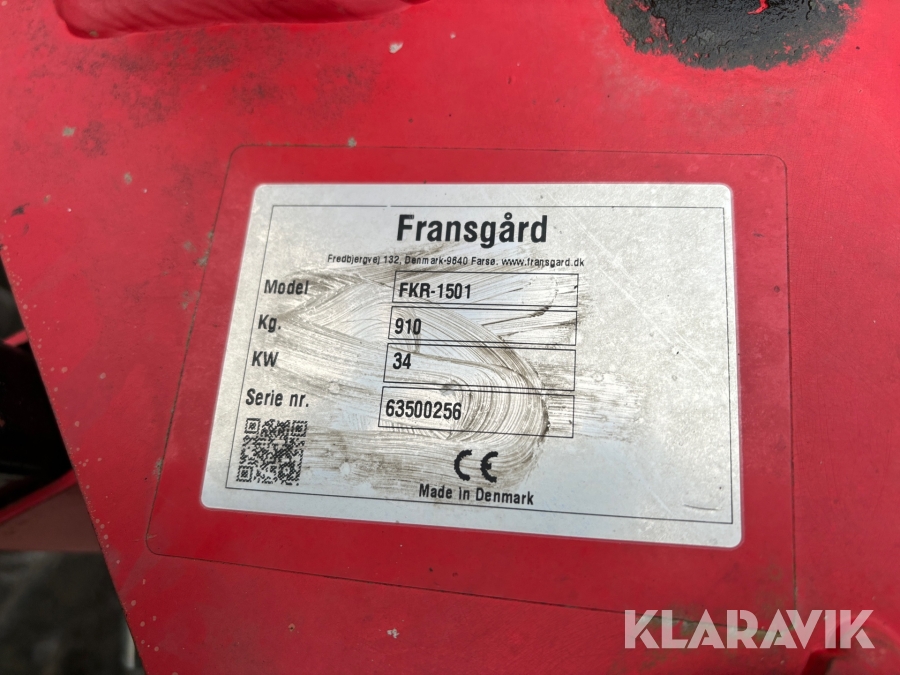 Fransgård
Fredbjergvej 132, Denmark-9640 Farsø. www.fransgard.dk
Model FKR-1501
Kg. 910
KW 34
Serie nr. 63500256
CE
Made in Denmark
KLARAVIK